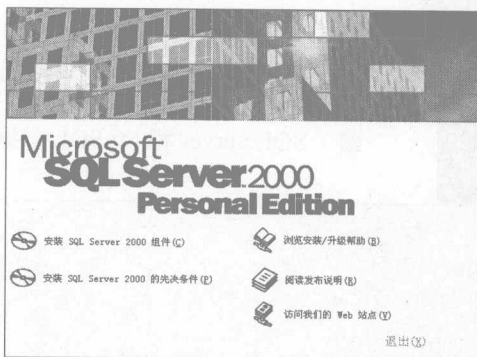 Microsoft
SQL Server 2000
Personal Edition
安装 SQL Server 2000 组件(C)
安装 SQL Server 2000 的先决条件(P)
浏览安装/升级帮助(B)
阅读发布说明(R)
访问我们的 Web 站点(V)
退出(X)